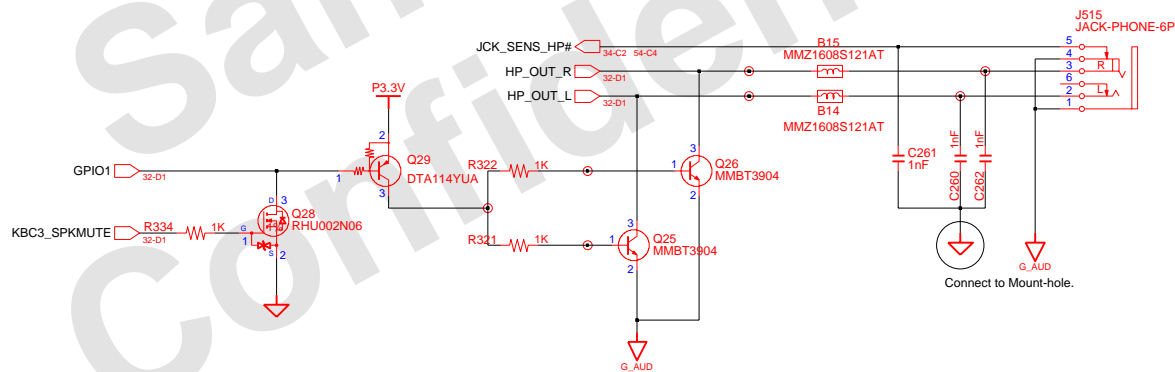 J515
JACK-PHONE-6P
JCK_SENS_HP#
34-C2 54-C4
B15
MMZ1608S121AT
5
4
3
6
2
1
R
L
HP_OUT_R
32-D1
HP_OUT_L
32-D1
B14
MMZ1608S121AT
P3.3V
2
Q29
DTA114YUA
1
3
GPIO1
32-D1
R322
1K
1
3
Q26
MMBT3904
2
C261
1nF
1nF
C260
1nF
C262
D
3
Q28
RHU002N06
G
1
S
2
KBC3_SPKMUTE
32-D1
R334
1K
R321
1K
1
3
Q25
MMBT3904
2
G_AUD
G_AUD
Connect to Mount-hole.
Sam
Confiden